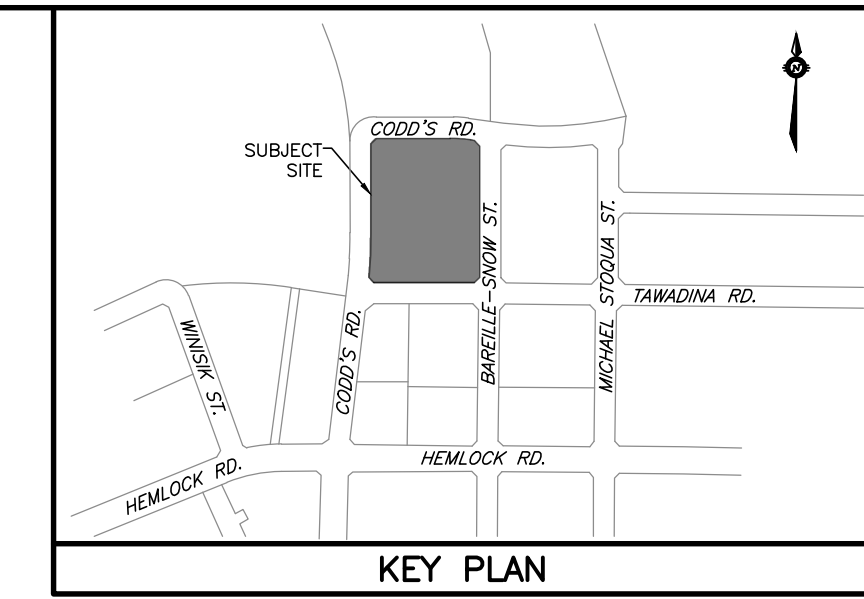 N
CODD'S RD.
SUBJECT
SITE
BAREILLE-SNOW ST.
MICHAEL STOQUA ST.
TAWADINA RD.
WINISIK ST.
CODD'S RD.
HEMLOCK RD.
HEMLOCK RD.
KEY PLAN